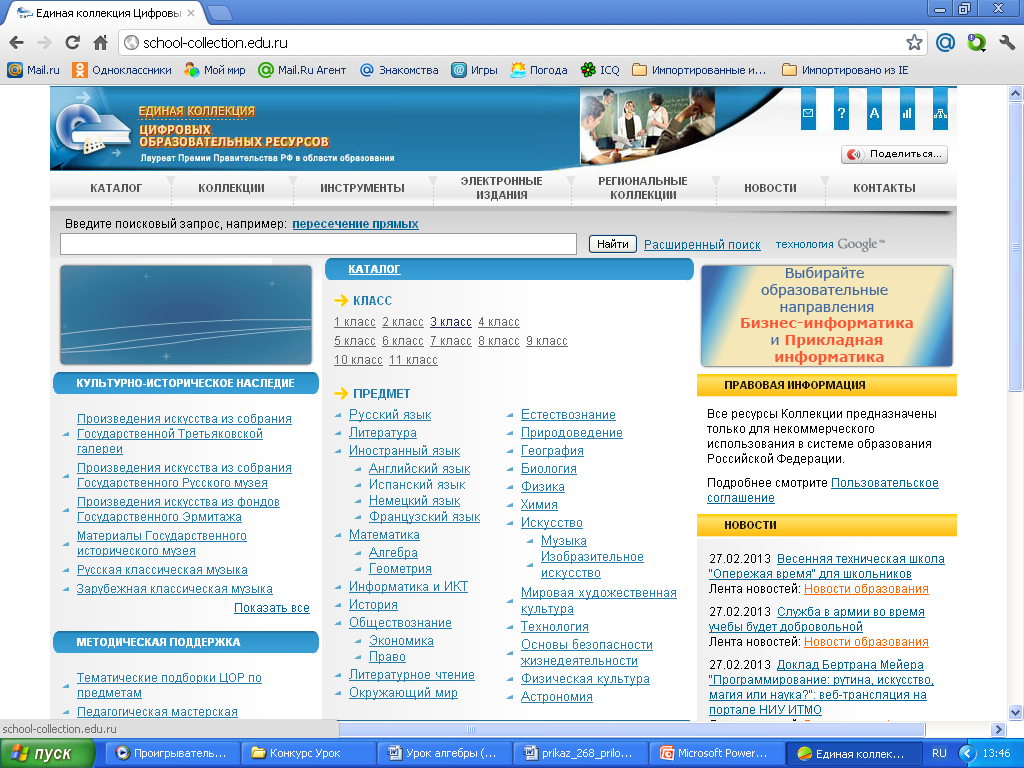 Единая коллекция Цифровы
school-collection.edu.ru
Mail.ru Одноклассники Мой мир Mail.Ru Агент Знакомства Игры Погода ICQ Импортированные и... Импортировано из IE
ЕДИНАЯ КОЛЛЕКЦИЯ
ЦИФРОВЫХ
ОБРАЗОВАТЕЛЬНЫХ РЕСУРСОВ
Лауреат Премии Правительства РФ в области образования
? A
Поделиться...
КАТАЛОГ
КОЛЛЕКЦИИ
ИНСТРУМЕНТЫ
ЭЛЕКТРОННЫЕ
ИЗДАНИЯ
РЕГИОНАЛЬНЫЕ
КОЛЛЕКЦИИ
НОВОСТИ
КОНТАКТЫ
Введите поисковый запрос, например: пересечение прямых
Найти Расширенный поиск технология Google™
КУЛЬТУРНО-ИСТОРИЧЕСКОЕ НАСЛЕДИЕ
Произведения искусства из собрания
Государственной Третьяковской
галереи
Произведения искусства из собрания
Государственного Русского музея
Произведения искусства из фондов
Государственного Эрмитажа
Материалы Государственного
исторического музея
Русская классическая музыка
Зарубежная классическая музыка
Показать все
МЕТОДИЧЕСКАЯ ПОДДЕРЖКА
Тематические подборки ЦОР по
предметам
Педагогическая мастерская
КАТАЛОГ
КЛАСС
1 класс 2 класс 3 класс 4 класс
5 класс 6 класс 7 класс 8 класс 9 класс
10 класс 11 класс
ПРЕДМЕТ
Русский язык
Литература
Иностранный язык
Английский язык
Испанский язык
Немецкий язык
Французский язык
Математика
Алгебра
Геометрия
Информатика и ИКТ
История
Обществознание
Экономика
Право
Литературное чтение
Окружающий мир
Естествознание
Природоведение
География
Биология
Физика
Химия
Искусство
Музыка
Изобразительное
искусство
Мировая художественная
культура
Технология
Основы безопасности
жизнедеятельности
Физическая культура
Астрономия
Выбирайте
образовательные
направления
Бизнес-информатика
и Прикладная
информатика
ПРАВОВАЯ ИНФОРМАЦИЯ
Все ресурсы Коллекции предназначены
только для некоммерческого
использования в системе образования
Российской Федерации.
Подробнее смотрите Пользовательское
соглашение
НОВОСТИ
27.02.2013 Весенняя техническая школа
"Опережая время" для школьников
Лента новостей: Новости образования
27.02.2013 Служба в армии во время
учебы будет добровольной
Лента новостей: Новости образования
27.02.2013 Доклад Бертрана Мейера
"Программирование: рутина, искусство,
магия или наука?": веб-трансляция на
портале НИУ ИТМО
school-collection.edu.ru
пуск Проигрыватель... Конкурс Урок Урок алгебры (... prikaz_268_prilo... Microsoft Power... Единая коллек... RU 13:46